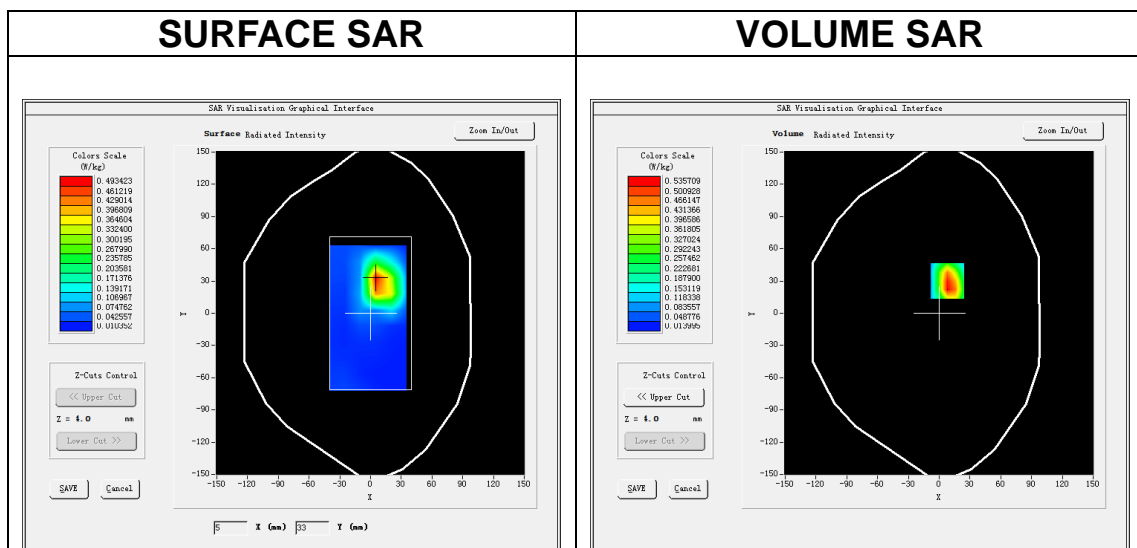 SURFACE SAR
SAR Visualisation Graphical Interface
Surface Radiated Intensity
Zoom In/Out
Colors Scale
(W/kg)
0.493423
0.461219
0.429014
0.396809
0.364604
0.332400
0.300195
0.267990
0.235785
0.203581
0.171376
0.139171
0.106967
0.074762
0.042557
0.010352
150
120
90
60
30
0
-30
-60
-90
-120
-150
Y
-150 -120 -90 -60 -30 0 30 60 90 120 150
X
Z-Cuts Control
<< Upper Cut
Z = 4.0 mm
Lower Cut >>
SAVE Cancel
5 X (mm) 33 Y (mm)
VOLUME SAR
SAR Visualisation Graphical Interface
Volume Radiated Intensity
Zoom In/Out
Colors Scale
(W/kg)
0.535709
0.500928
0.466147
0.431366
0.396586
0.361805
0.327024
0.292243
0.257462
0.222681
0.187900
0.153119
0.118338
0.083557
0.048776
0.013995
150
120
90
60
30
0
-30
-60
-90
-120
-150
Y
-150 -120 -90 -60 -30 0 30 60 90 120 150
X
Z-Cuts Control
<< Upper Cut
Z = 4.0 mm
Lower Cut >>
SAVE Cancel